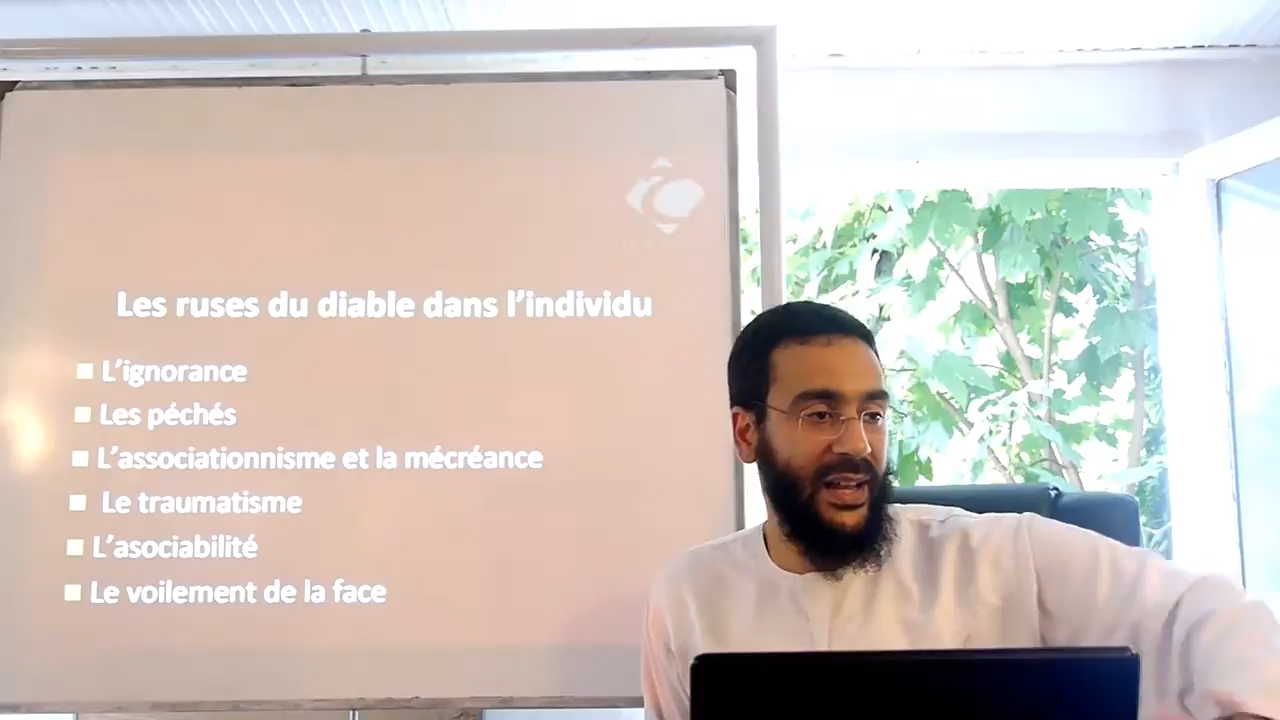 Les ruses du diable dans l'individu
L'ignorance
Les péchés
L'associationnisme et la mécréance
Le traumatisme
L'asociabilité
Le voilement de la face